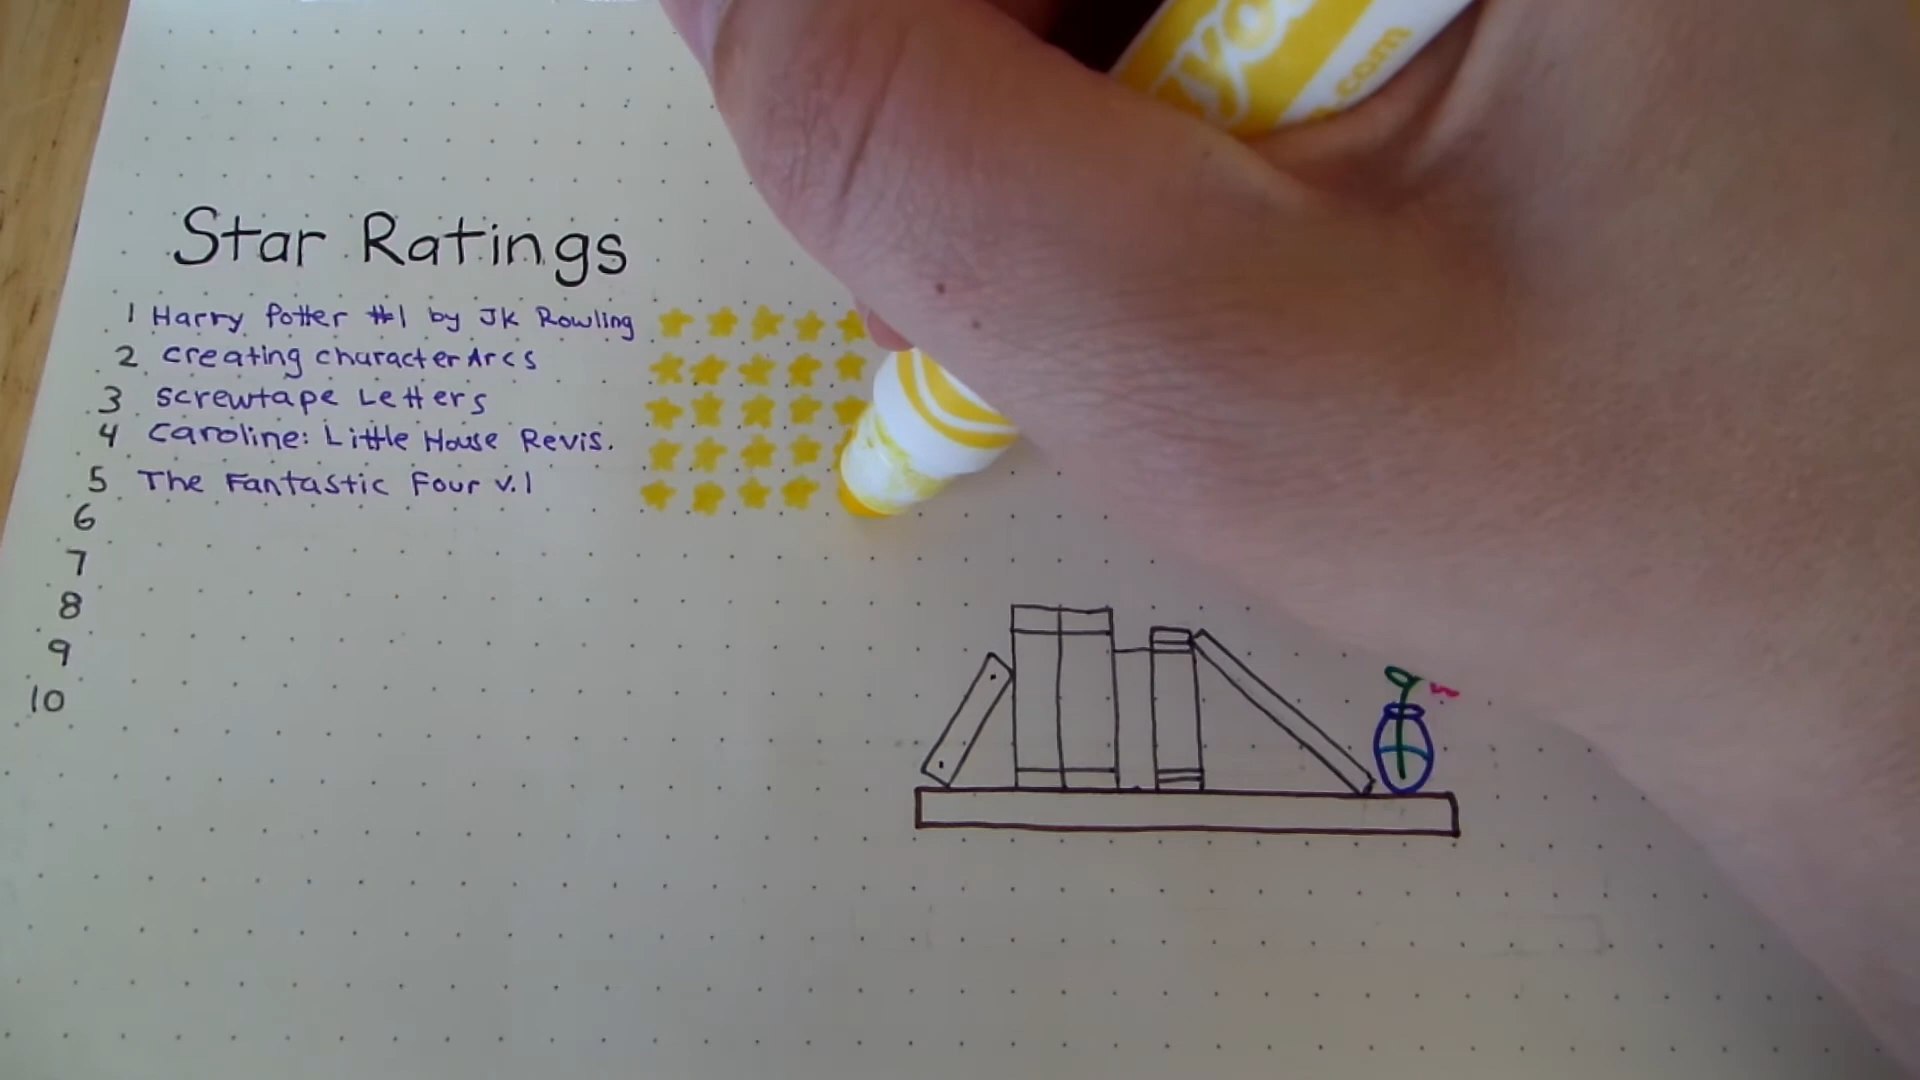 Star Ratings
1 Harry Potter #1 by JK Rowling
2 creating character Arcs
3 screwtape Letters
4 Caroline: Little House Revis.
5 The Fantastic Four v.1
6
7
8
9
10
.com